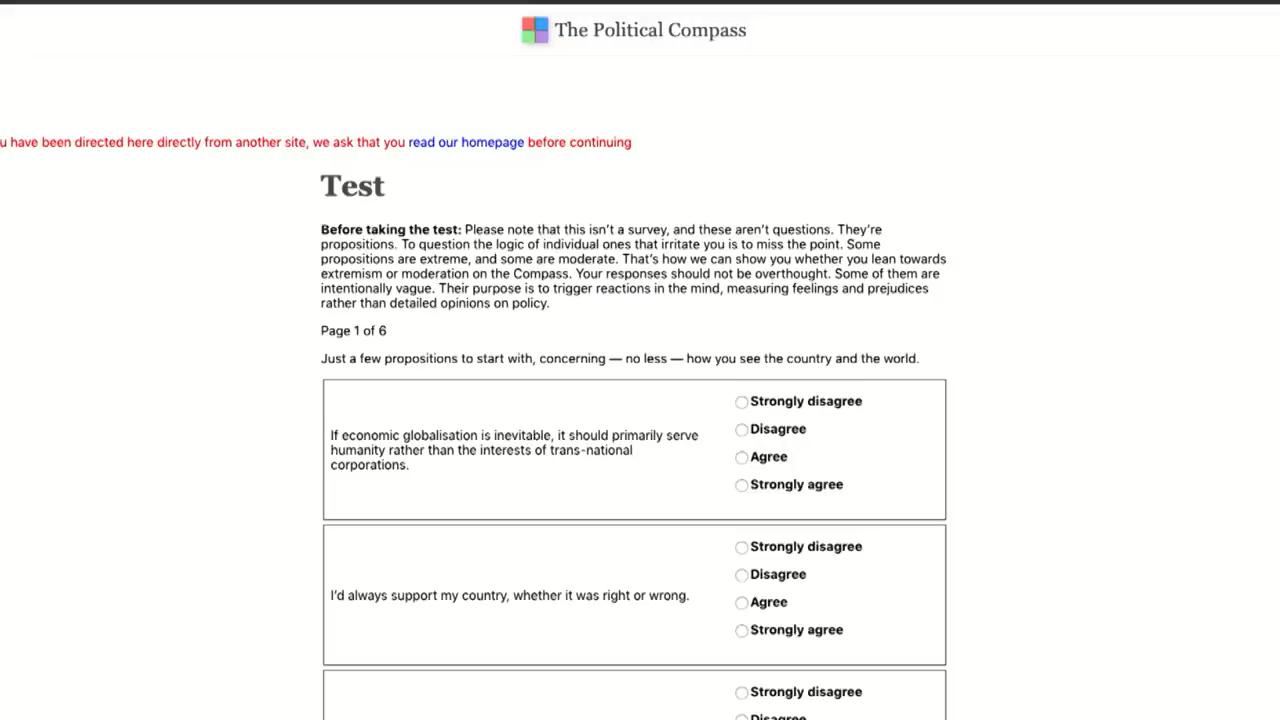 The Political Compass
u have been directed here directly from another site, we ask that you read our homepage before continuing
Test
Before taking the test: Please note that this isn't a survey, and these aren't questions. They're
propositions. To question the logic of individual ones that irritate you is to miss the point. Some
propositions are extreme, and some are moderate. That's how we can show you whether you lean towards
extremism or moderation on the Compass. Your responses should not be overthought. Some of them are
intentionally vague. Their purpose is to trigger reactions in the mind, measuring feelings and prejudices
rather than detailed opinions on policy.
Page 1 of 6
Just a few propositions to start with, concerning — no less — how you see the country and the world.
If economic globalisation is inevitable, it should primarily serve
humanity rather than the interests of trans-national
corporations.
Strongly disagree
Disagree
Agree
Strongly agree
I'd always support my country, whether it was right or wrong.
Strongly disagree
Disagree
Agree
Strongly agree
Strongly disagree
Disagree